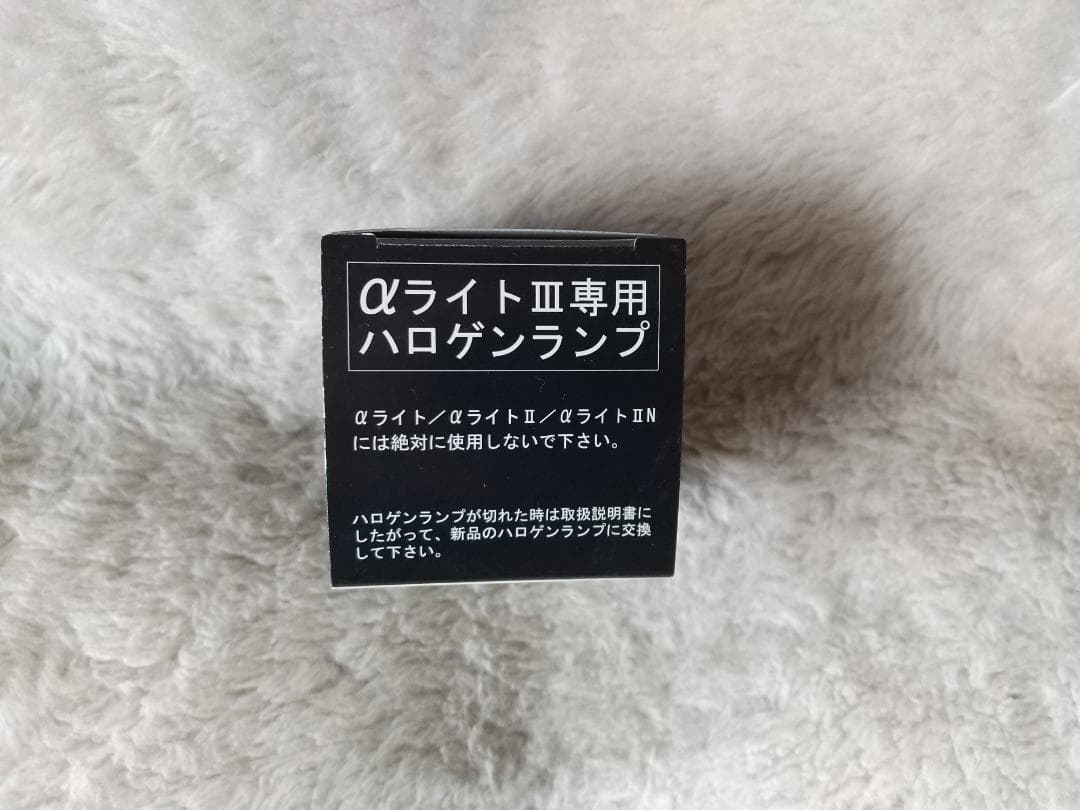 αライトⅢ専用
ハロゲンランプ
αライト／αライトⅡ／αライトⅡN
には絶対に使用しないで下さい。
ハロゲンランプが切れた時は取扱説明書に
したがって、新品のハロゲンランプに交換
して下さい。